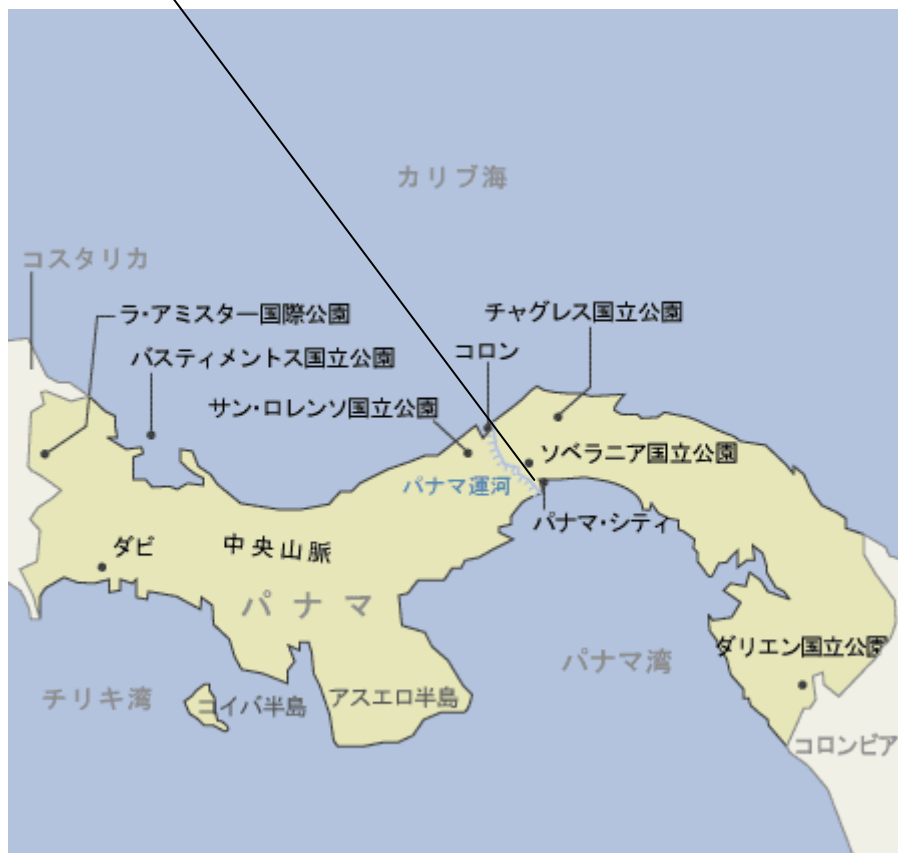 カリブ海
コスタリカ
ラ・アミスター国際公園
チャグレス国立公園
バスティメントス国立公園
コロン
サン・ロレンソ国立公園
ソベラニア国立公園
パナマ運河
パナマ・シティ
ダビ
中央山脈
パナマ
ダリエン国立公園
パナマ湾
チリキ湾
コイバ半島
アスエロ半島
コロンビア